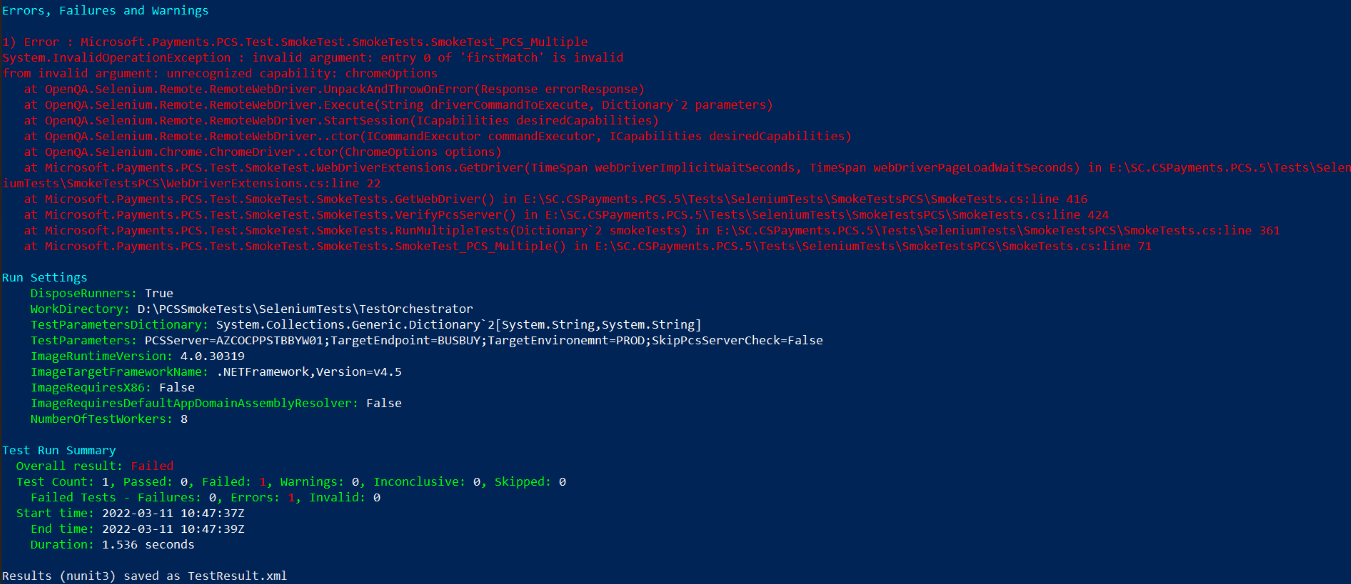 Errors, Failures and Warnings
1) Error : Microsoft.Payments.PCS.Test.SmokeTest.SmokeTests.SmokeTest_PCS_Multiple
System.InvalidOperationException : invalid argument: entry 0 of 'firstMatch' is invalid
from invalid argument: unrecognized capability: chromeOptions
at OpenQA.Selenium.Remote.RemoteWebDriver.UnpackAndThrowOnError(Response errorResponse)
at OpenQA.Selenium.Remote.RemoteWebDriver.Execute(String driverCommandToExecute, Dictionary`2 parameters)
at OpenQA.Selenium.Remote.RemoteWebDriver.StartSession(ICapabilities desiredCapabilities)
at OpenQA.Selenium.Remote.RemoteWebDriver..ctor(ICommandExecutor commandExecutor, ICapabilities desiredCapabilities)
at OpenQA.Selenium.Chrome.ChromeDriver..ctor(ChromeOptions options)
at Microsoft.Payments.PCS.Test.SmokeTest.WebDriverExtensions.GetDriver(TimeSpan webDriverImplicitWaitSeconds, TimeSpan webDriverPageLoadWaitSeconds) in E:\SC.CSPayments.PCS.5\Tests\Selen
iumTests\SmokeTestsPCS\WebDriverExtensions.cs:line 22
at Microsoft.Payments.PCS.Test.SmokeTest.SmokeTests.GetWebDriver() in E:\SC.CSPayments.PCS.5\Tests\SeleniumTests\SmokeTestsPCS\SmokeTests.cs:line 416
at Microsoft.Payments.PCS.Test.SmokeTest.SmokeTests.VerifyPcsServer() in E:\SC.CSPayments.PCS.5\Tests\SeleniumTests\SmokeTestsPCS\SmokeTests.cs:line 424
at Microsoft.Payments.PCS.Test.SmokeTest.SmokeTests.RunMultipleTests(Dictionary`2 smokeTests) in E:\SC.CSPayments.PCS.5\Tests\SeleniumTests\SmokeTestsPCS\SmokeTests.cs:line 361
at Microsoft.Payments.PCS.Test.SmokeTest.SmokeTests.SmokeTest_PCS_Multiple() in E:\SC.CSPayments.PCS.5\Tests\SeleniumTests\SmokeTestsPCS\SmokeTests.cs:line 71
Run Settings
DisposeRunners: True
WorkDirectory: D:\PCSSmokeTests\SeleniumTests\TestOrchestrator
TestParametersDictionary: System.Collections.Generic.Dictionary`2[System.String,System.String]
TestParameters: PCSServer=AZCOCPPSTBBYW01;TargetEndpoint=BUSBUY;TargetEnvironemnt=PROD;SkipPcsServerCheck=False
ImageRuntimeVersion: 4.0.30319
ImageTargetFrameworkName: .NETFramework,Version=v4.5
ImageRequiresX86: False
ImageRequiresDefaultAppDomainAssemblyResolver: False
NumberOfTestWorkers: 8
Test Run Summary
Overall result: Failed
Test Count: 1, Passed: 0, Failed: 1, Warnings: 0, Inconclusive: 0, Skipped: 0
Failed Tests - Failures: 0, Errors: 1, Invalid: 0
Start time: 2022-03-11 10:47:37Z
End time: 2022-03-11 10:47:39Z
Duration: 1.536 seconds
Results (nunit3) saved as TestResult.xml